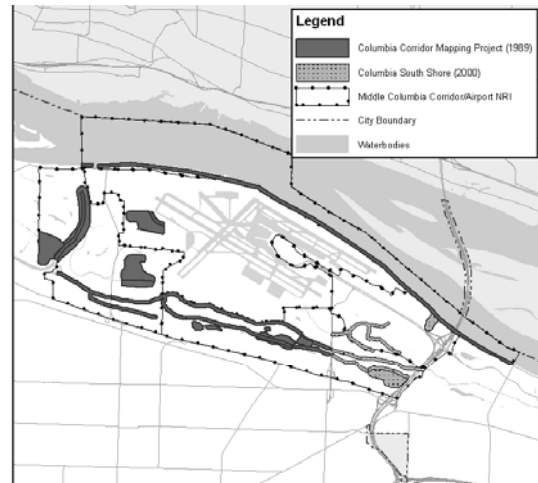 Legend
Columbia Corridor Mapping Project (1989)
Columbia South Shore (2000)
Middle Columbia Corridor/Airport NRI
City Boundary
Waterbodies